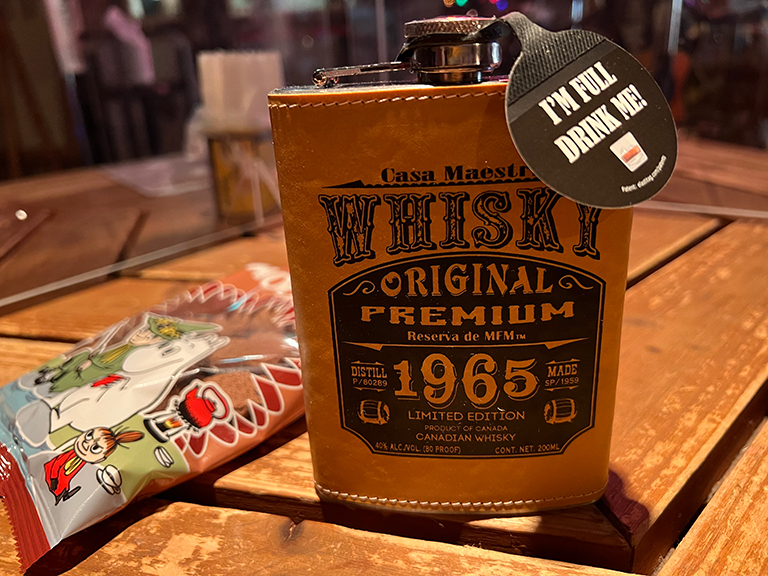 I'M FULL
DRINK ME!
Casa Maestr
WHISKY
ORIGINAL
PREMIUM
Reserva de MFM™
DISTILL
P/80289
1965
MADE
SP/1959
LIMITED EDITION
PRODUCT OF CANADA
CANADIAN WHISKY
40% ALC./VOL. (80 PROOF)
CONT. NET. 200ML